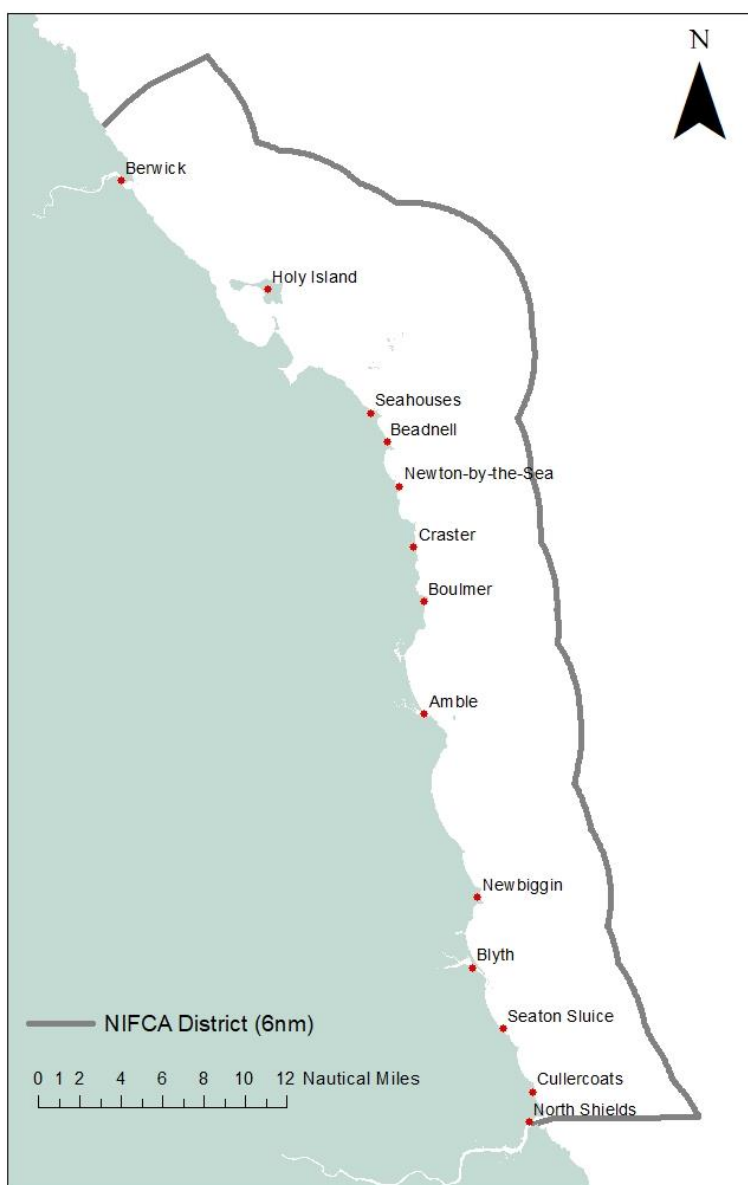 N
Berwick
Holy Island
Seahouses
Beadnell
Newton-by-the-Sea
Craster
Boulmer
Amble
Newbiggin
Blyth
Seaton Sluice
NIFCA District (6nm)
0 1 2 4 6 8 10 12 Nautical Miles
Cullercoats
North Shields